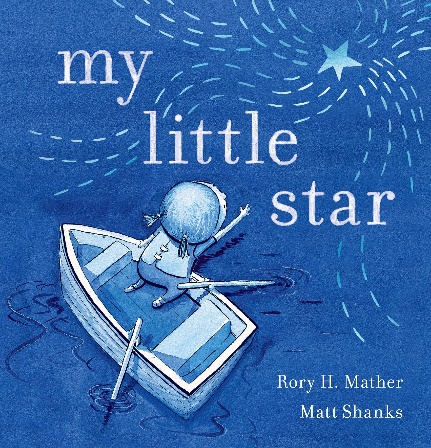 my
little
star
Rory H. Mather
Matt Shanks